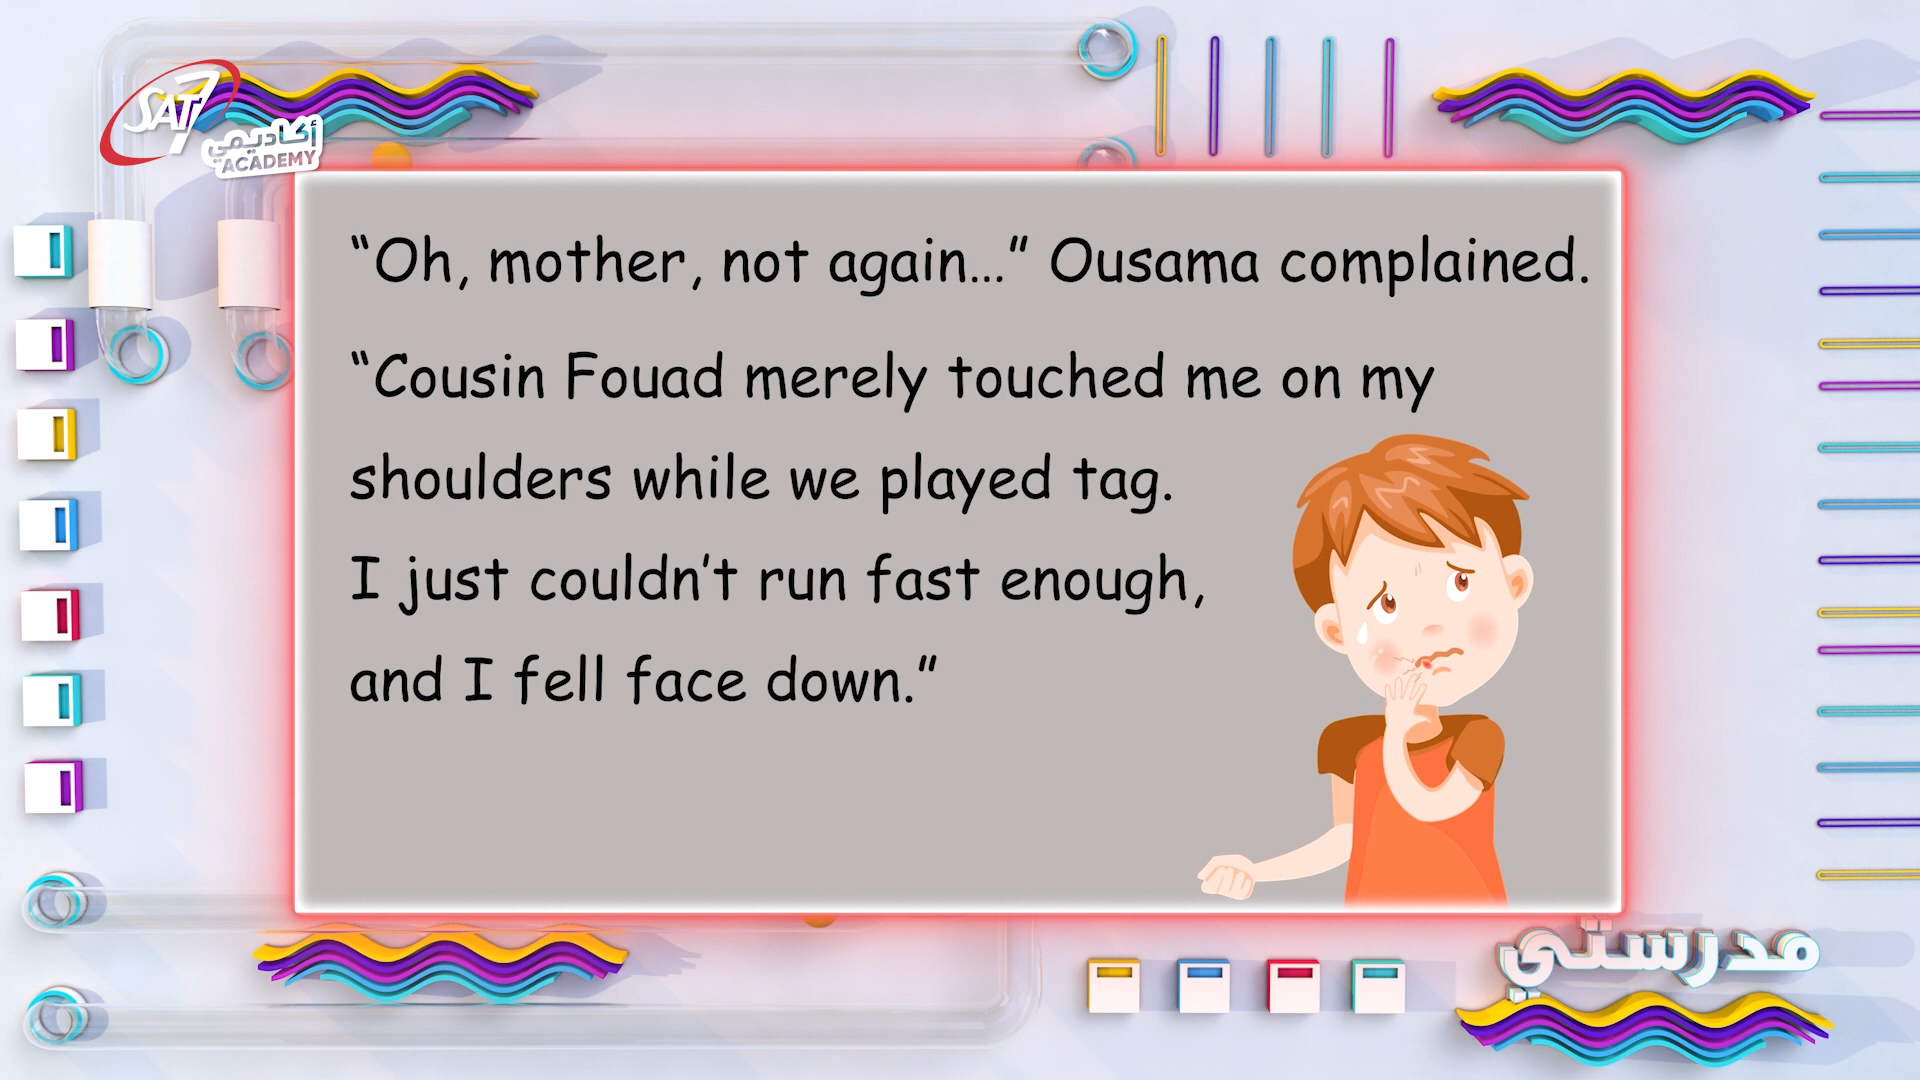 SAT7
أكاديمي
ACADEMY
“Oh, mother, not again...” Ousama complained.
“Cousin Fouad merely touched me on my
shoulders while we played tag.
I just couldn’t run fast enough,
and I fell face down.”
مدرستي